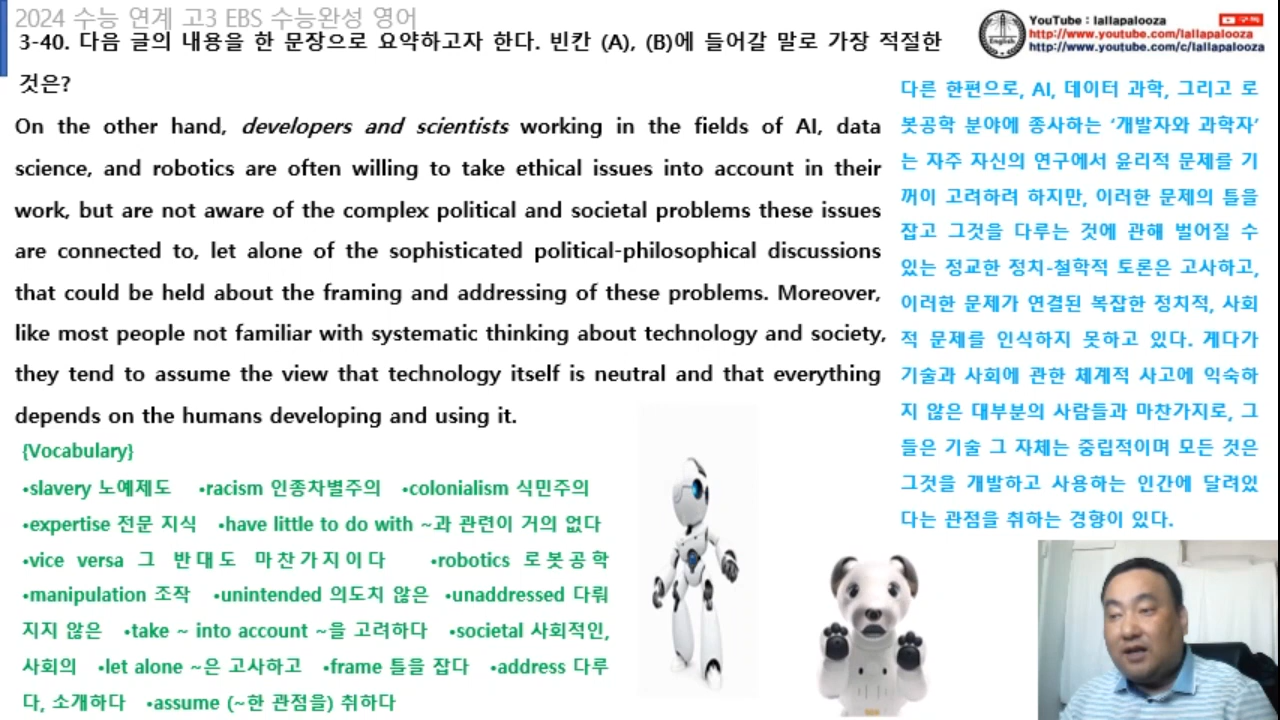 2024 수능 연계 고3 EBS 수능완성 영어
3-40. 다음 글의 내용을 한 문장으로 요약하고자 한다. 빈칸 (A), (B)에 들어갈 말로 가장 적절한
것은?
YouTube : lallapalooza
구독
http://www.youtube.com/lallapalooza
http://www.youtube.com/c/lallapalooza
English
On the other hand, developers and scientists working in the fields of AI, data
science, and robotics are often willing to take ethical issues into account in their
work, but are not aware of the complex political and societal problems these issues
are connected to, let alone of the sophisticated political-philosophical discussions
that could be held about the framing and addressing of these problems. Moreover,
like most people not familiar with systematic thinking about technology and society,
they tend to assume the view that technology itself is neutral and that everything
depends on the humans developing and using it.
다른 한편으로, AI, 데이터 과학, 그리고 로
봇공학 분야에 종사하는 ‘개발자와 과학자’
는 자주 자신의 연구에서 윤리적 문제를 기
꺼이 고려하려 하지만, 이러한 문제의 틀을
잡고 그것을 다루는 것에 관해 벌어질 수
있는 정교한 정치-철학적 토론은 고사하고,
이러한 문제가 연결된 복잡한 정치적, 사회
적 문제를 인식하지 못하고 있다. 게다가
기술과 사회에 관한 체계적 사고에 익숙하
지 않은 대부분의 사람들과 마찬가지로, 그
들은 기술 그 자체는 중립적이며 모든 것은
그것을 개발하고 사용하는 인간에 달려있
다는 관점을 취하는 경향이 있다.
{Vocabulary}
•slavery 노예제도 •racism 인종차별주의 •colonialism 식민주의
•expertise 전문 지식 •have little to do with ~과 관련이 거의 없다
•vice versa 그 반대도 마찬가지이다 •robotics 로봇공학
•manipulation 조작 •unintended 의도치 않은 •unaddressed 다뤄
지지 않은 •take ~ into account ~을 고려하다 •societal 사회적인,
사회의 •let alone ~은 고사하고 •frame 틀을 잡다 •address 다루
다, 소개하다 •assume (~한 관점을) 취하다